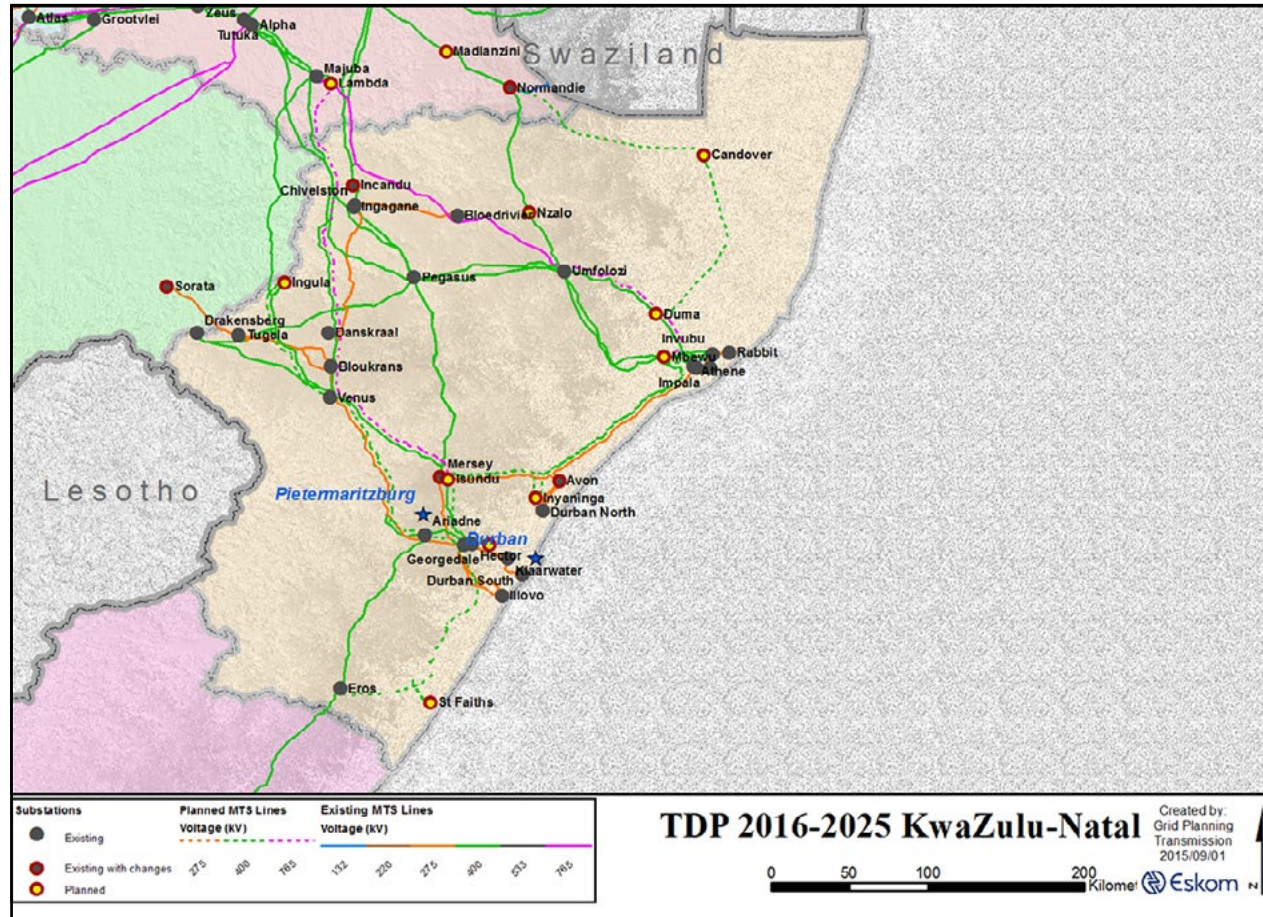 Atlas
Grootvlei
Zeus
Alpha
Tutuka
Majuba
Lambda
Madlanzini
Swaziland
Normandie
Candover
Chivelston
Incandu
Ingagane
Bloedrivier
Nzalo
Umfolozi
Pegasus
Sorata
Ingula
Drakensberg
Tugela
Danskraal
Bloukrans
Venus
Duma
Invubu
Mbewu
Rabbit
Impala
Athene
Lesotho
Mersey
Isundu
Avon
Pietermaritzburg
Inyaninga
Durban North
Ariadne
Durban
Georgedale
Hector
Klaarwater
Durban South
Illovo
Eros
St Faiths
Substations
Existing
Existing with changes
Planned
Planned MTS Lines
Voltage (kV)
275
400
765
Existing MTS Lines
Voltage (kV)
132
220
275
400
533
765
TDP 2016-2025 KwaZulu-Natal
0 50 100 200
Kilomet
Created by:
Grid Planning
Transmission
2015/09/01
Eskom
N